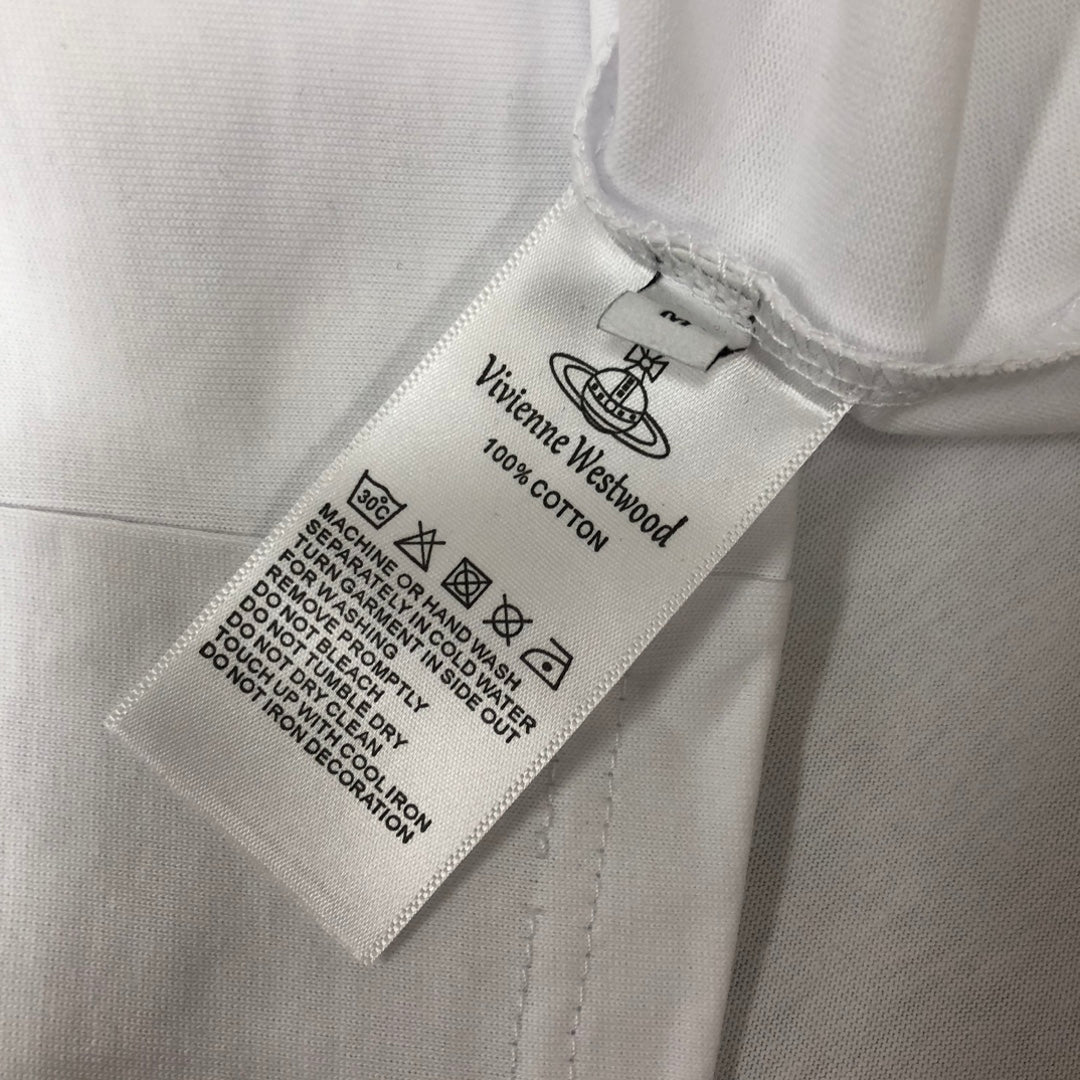 M
RELICS
Vivienne Westwood
100% COTTON
30°C
MACHINE OR HAND WASH
SEPARATELY IN COLD WATER
TURN GARMENT IN SIDE OUT
FOR WASHING
REMOVE PROMPTLY
DO NOT BLEACH
DO NOT TUMBLE DRY
DO NOT DRY CLEAN
TOUCH UP WITH COOL IRON
DO NOT IRON DECORATION